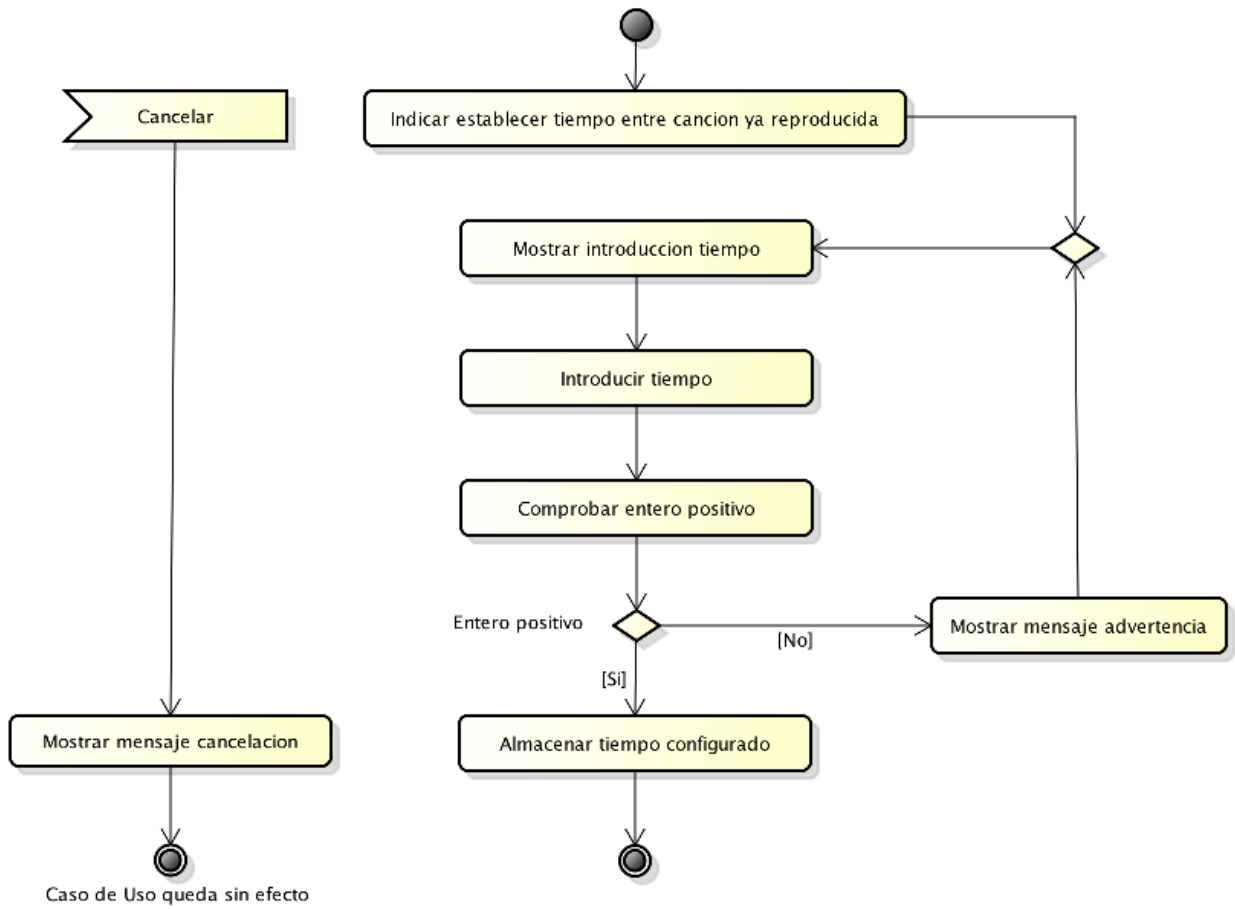 Cancelar
Indicar establecer tiempo entre cancion ya reproducida
Mostrar introduccion tiempo
Introducir tiempo
Comprobar entero positivo
Entero positivo
[No]
Mostrar mensaje advertencia
[Si]
Mostrar mensaje cancelacion
Almacenar tiempo configurado
Caso de Uso queda sin efecto